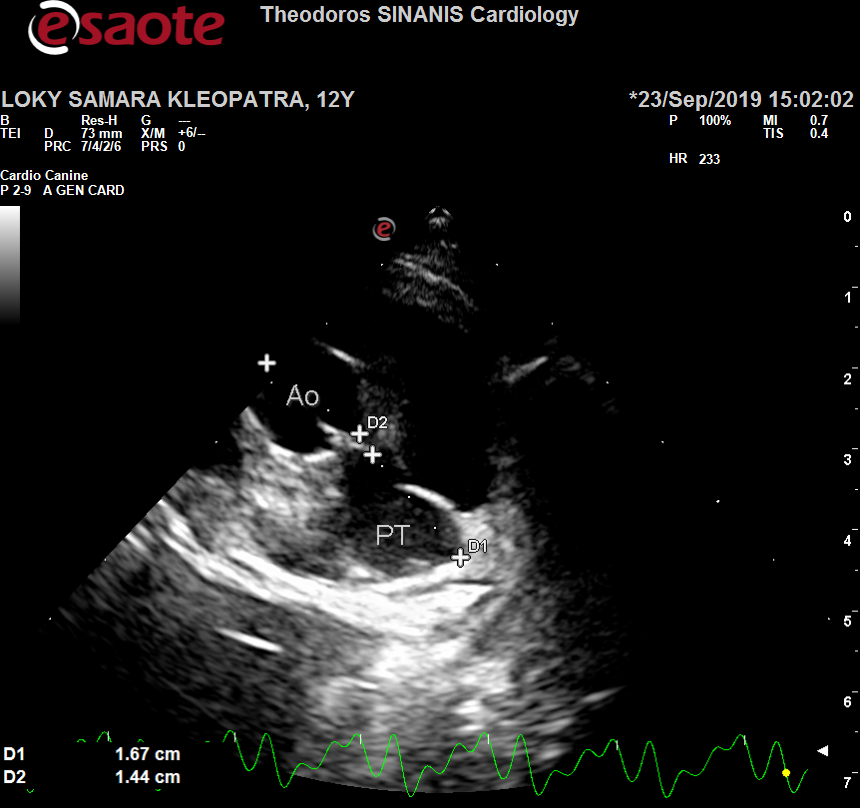 esaote
Theodoros SINANIS Cardiology
LOKY SAMARA KLEOPATRA, 12Y
*23/Sep/2019 15:02:02
B Res-H G ---
TEI D 73 mm X/M +6/--
PRC 7/4/2/6 PRS 0
P 100% MI 0.7
TIS 0.4
HR 233
Cardio Canine
P 2-9 A GEN CARD
e
0
1
2
3
4
5
6
7
Ao
D2
PT
D1
D1 1.67 cm
D2 1.44 cm